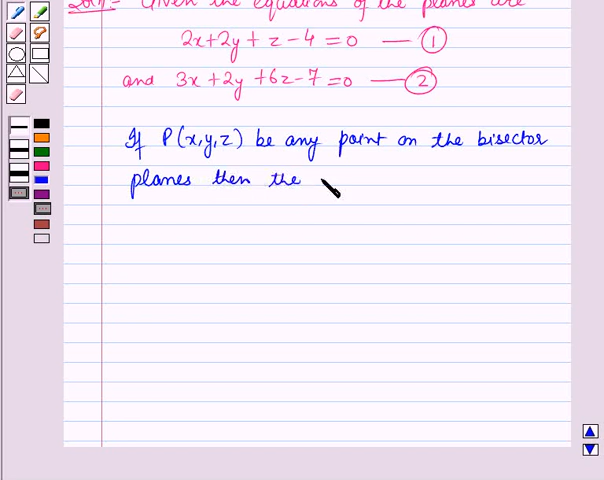 Soln:- Given the equations of the planes are
2x+2y+z-4=0 — ①
and 3x+2y+6z-7=0 — ②
If P(x,y,z) be any point on the bisector
planes then the